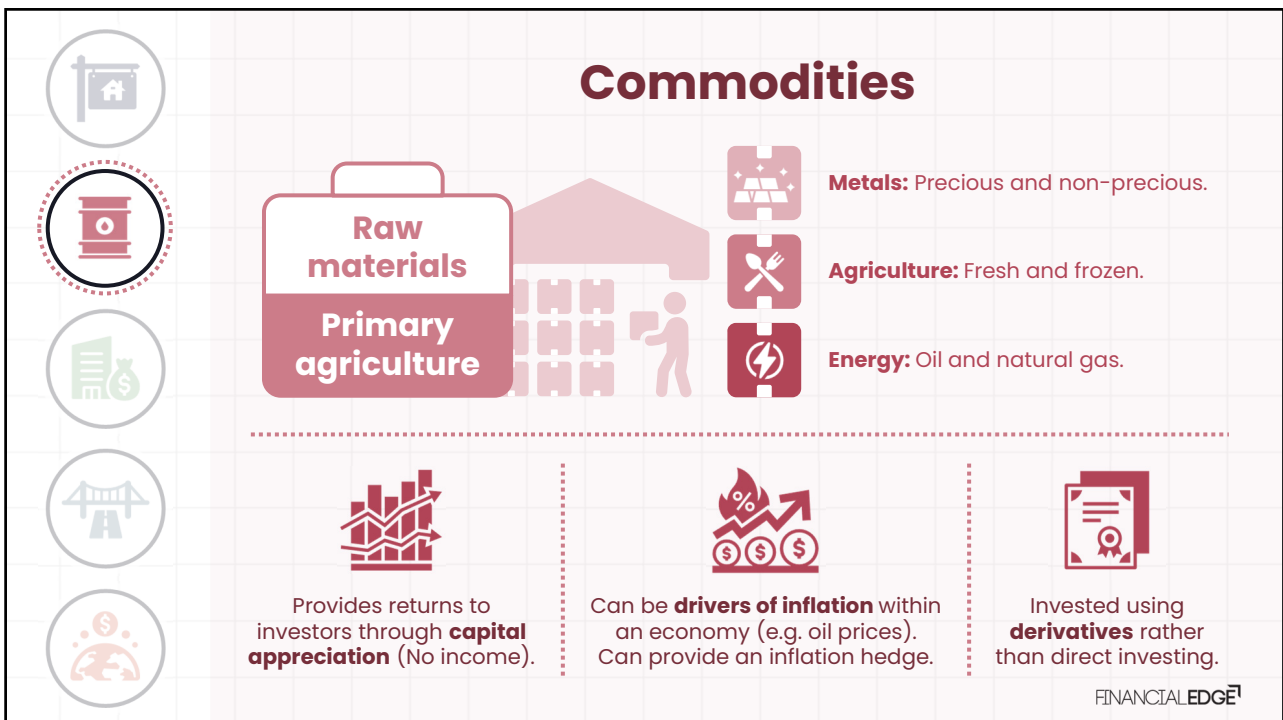 Commodities
Raw
materials
Primary
agriculture
Metals: Precious and non-precious.
Agriculture: Fresh and frozen.
Energy: Oil and natural gas.
%
$ $ $
Provides returns to
investors through capital
appreciation (No income).
Can be drivers of inflation within
an economy (e.g. oil prices).
Can provide an inflation hedge.
Invested using
derivatives rather
than direct investing.
$
$
FINANCIALEDGE